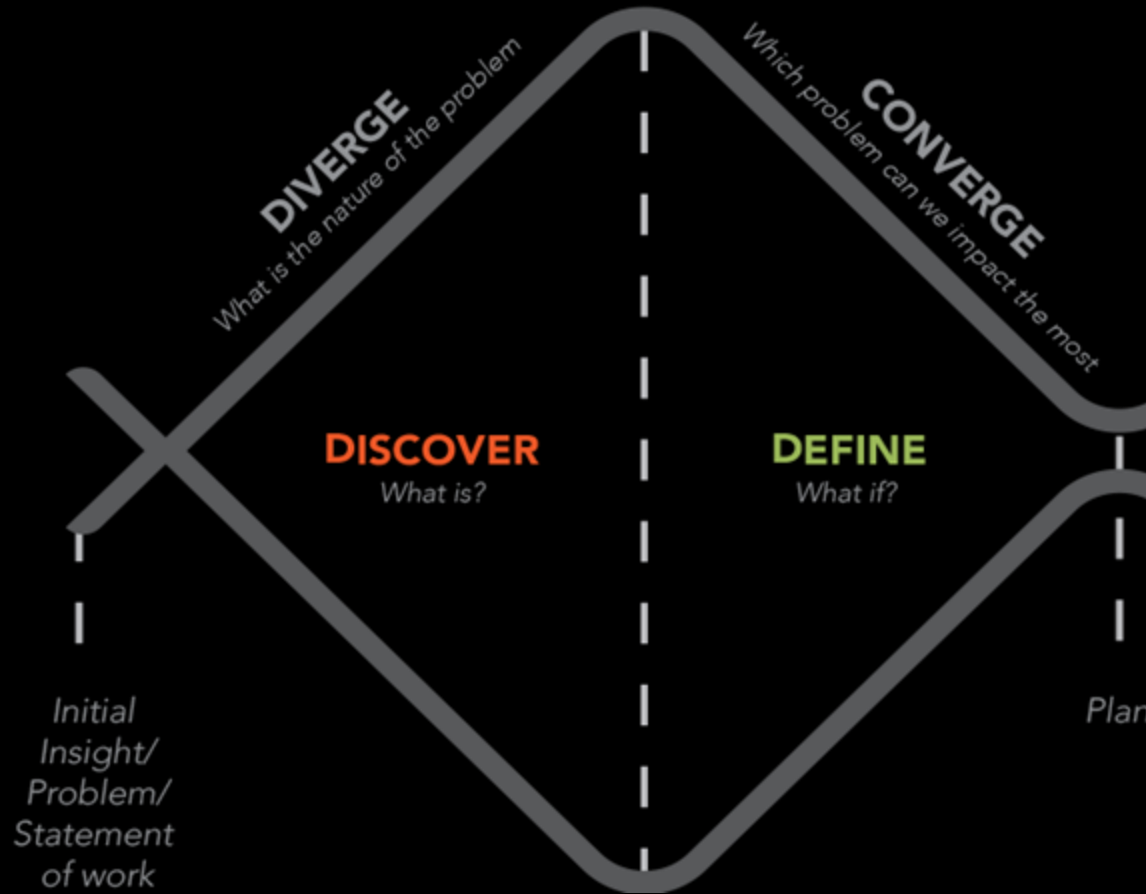 DIVERGE
What is the nature of the problem
CONVERGE
Which problem can we impact the most
DISCOVER
What is?
DEFINE
What if?
Initial
Insight/
Problem/
Statement
of work
Plan